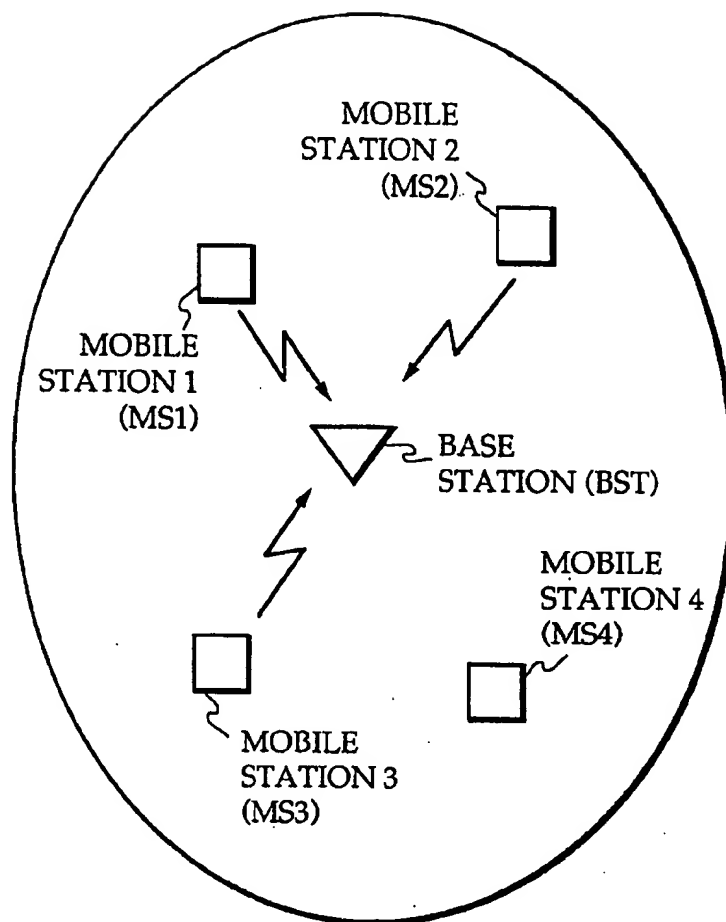 MOBILE
STATION 2
(MS2)
MOBILE
STATION 1
(MS1)
BASE
STATION (BST)
MOBILE
STATION 4
(MS4)
MOBILE
STATION 3
(MS3)